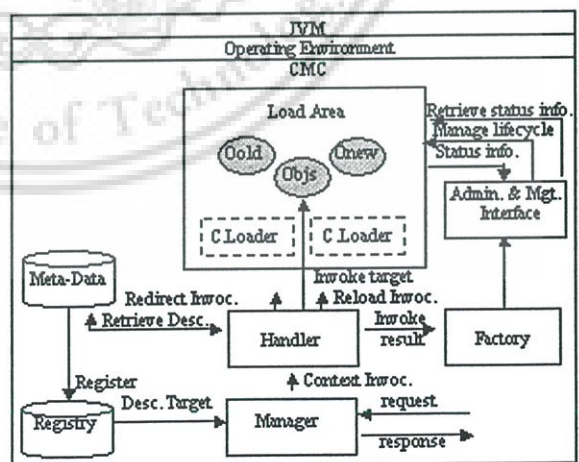 JVM
Operating Environment
CMC
Load Area
Retrieve status info.
Manage lifecycle
Status info.
Oold
Objs
Onew
Admin. & Mgt.
Interface
C Loader
C Loader
Meta-Data
Invoke target
Redirect Invoc.
Reload Invoc.
Retrieve Desc.
Handler
Invoke
result
Factory
Register
Context Invoc.
Desc. Target
Registry
Manager
request
response
e of Techno